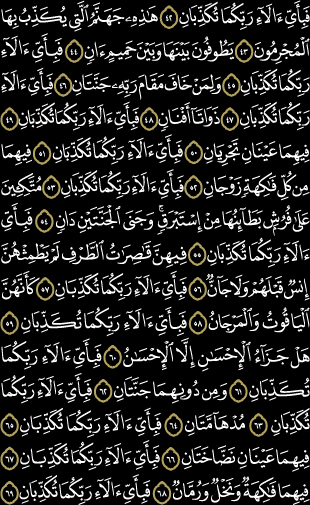 فَبِأَيِّ ءَالَآءِ رَبِّكُمَا تُكَذِّبَانِ ٤٢ هَٰذِهِۦ جَهَنَّمُ ٱلَّتِي يُكَذِّبُ بِهَا
ٱلْمُجْرِمُونَ ٤٣ يَطُوفُونَ بَيْنَهَا وَبَيْنَ حَمِيمٍ ءَانٍ ٤٤ فَبِأَيِّ ءَالَآءِ
رَبِّكُمَا تُكَذِّبَانِ ٤٥ وَلِمَنْ خَافَ مَقَامَ رَبِّهِۦ جَنَّتَانِ ٤٦ فَبِأَيِّ ءَالَآءِ
رَبِّكُمَا تُكَذِّبَانِ ٤٧ ذَوَاتَآ أَفْنَانٍ ٤٨ فَبِأَيِّ ءَالَآءِ رَبِّكُمَا تُكَذِّبَانِ ٤٩
فِيهِمَا عَيْنَانِ تَجْرِيَانِ ٥٠ فَبِأَيِّ ءَالَآءِ رَبِّكُمَا تُكَذِّبَانِ ٥١ فِيهِمَا
مِن كُلِّ فَٰكِهَةٍ زَوْجَانِ ٥٢ فَبِأَيِّ ءَالَآءِ رَبِّكُمَا تُكَذِّبَانِ ٥٣ مُتَّكِـِٔينَ
عَلَىٰ فُرُشٍۭ بَطَآئِنُهَا مِنْ إِسْتَبْرَقٍ ۚ وَجَنَى ٱلْجَنَّتَيْنِ دَانٍ ٥٤ فَبِأَيِّ
ءَالَآءِ رَبِّكُمَا تُكَذِّبَانِ ٥٥ فِيهِنَّ قَٰصِرَٰتُ ٱلطَّرْفِ لَمْ يَطْمِثْهُنَّ
إِنسٌ قَبْلَهُمْ وَلَا جَآنٌّ ٥٦ فَبِأَيِّ ءَالَآءِ رَبِّكُمَا تُكَذِّبَانِ ٥٧ كَأَنَّهُنَّ
ٱلْيَاقُوتُ وَٱلْمَرْجَانُ ٥٨ فَبِأَيِّ ءَالَآءِ رَبِّكُمَا تُكَذِّبَانِ ٥٩
هَلْ جَزَآءُ ٱلْإِحْسَٰنِ إِلَّا ٱلْإِحْسَٰنُ ٦٠ فَبِأَيِّ ءَالَآءِ رَبِّكُمَا
تُكَذِّبَانِ ٦١ وَمِن دُونِهِمَا جَنَّتَانِ ٦٢ فَبِأَيِّ ءَالَآءِ رَبِّكُمَا
تُكَذِّبَانِ ٦٣ مُدْهَآمَّتَانِ ٦٤ فَبِأَيِّ ءَالَآءِ رَبِّكُمَا تُكَذِّبَانِ ٦٥
فِيهِمَا عَيْنَانِ نَضَّاخَتَانِ ٦٦ فَبِأَيِّ ءَالَآءِ رَبِّكُمَا تُكَذِّبَانِ ٦٧
فِيهِمَا فَٰكِهَةٌ وَنَخْلٌ وَرُمَّانٌ ٦٨ فَبِأَيِّ ءَالَآءِ رَبِّكُمَا تُكَذِّبَانِ ٦٩